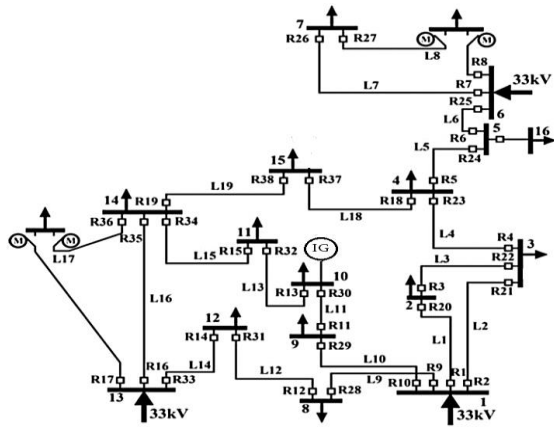 7
R26 R27
M M
L8
R8
R7
33kV
L7
R25
6
L6
R6 5 16
R24
L5
15
R38 R37
L19
4 R5
R18 R23
L18
14 R19
R36 R34
R35
M M
L17
11
R15 R32
L15
IG
L4
R4
R22 3
R21
L3
L13
10
R13 R30
L16
R3
2 R20
L11
12
R14 R31
R11
9 R29
L1 L2
L10
R16
R17 R33
L14
L12
R9 R1
R12 R28
L9
R10 R2
13
8
1
33kV
33kV